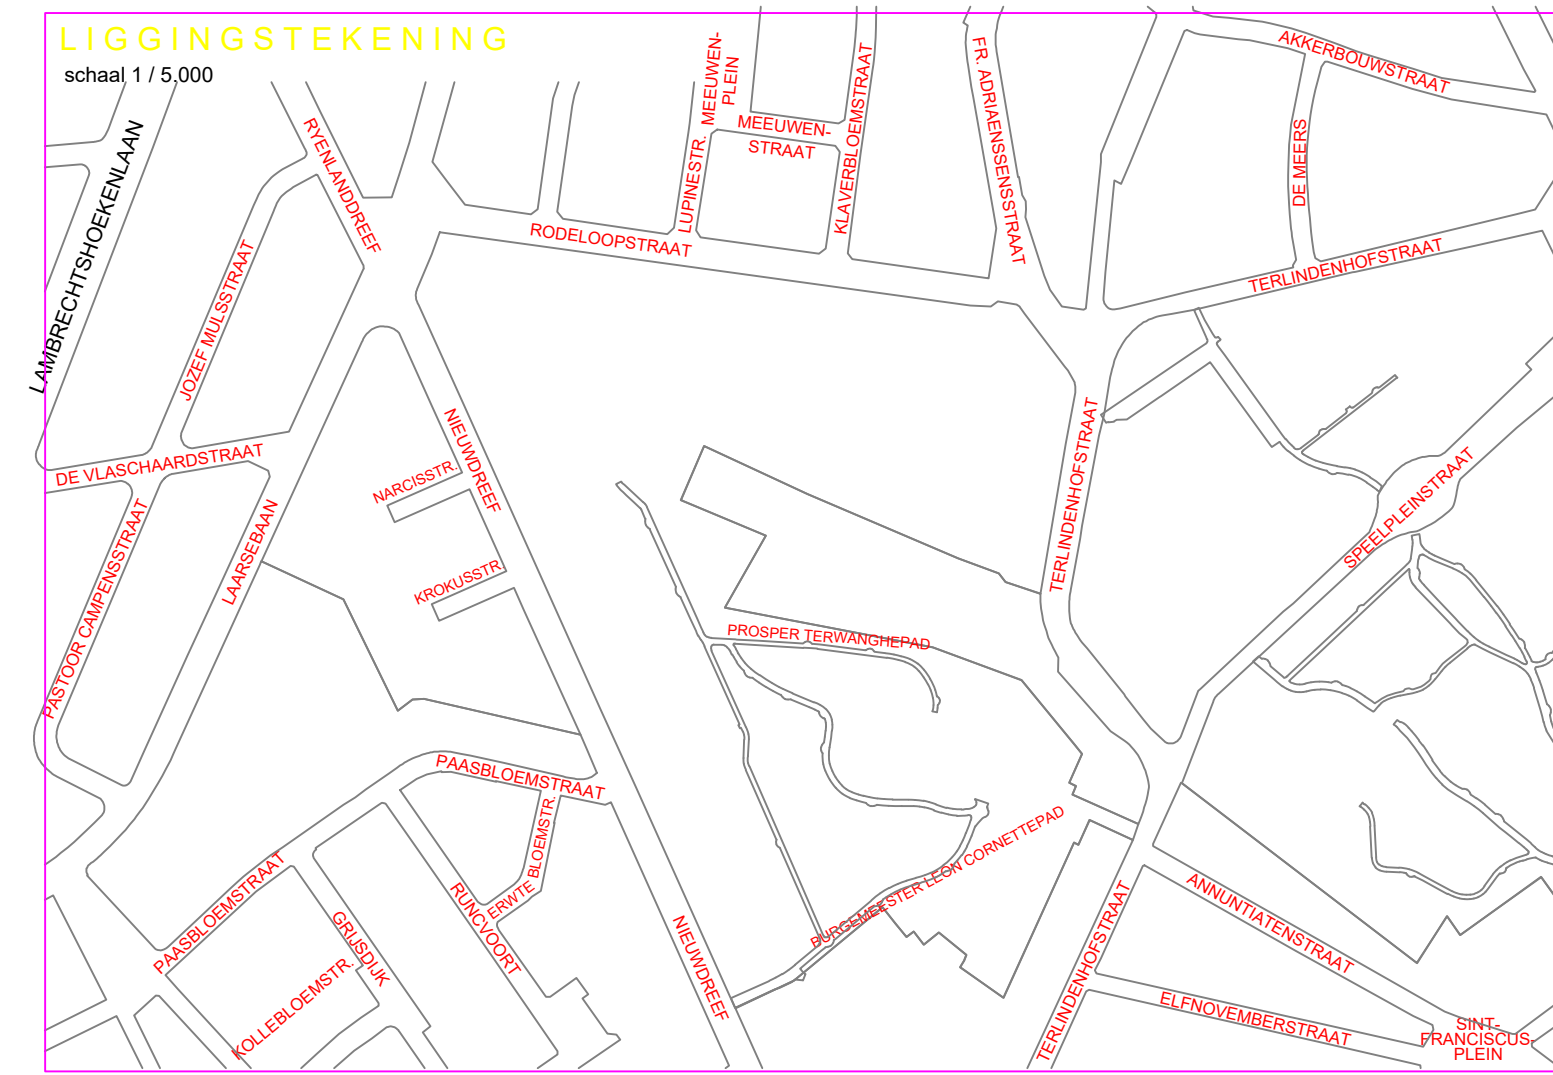 LIGGINGSTEKENING
schaal 1 / 5.000
LAMBRECHTSHOEKENLAAN
RYENLANDDREEF
JOZEF MULSSTRAAT
DE VLASCHAARDSTRAAT
PASTOOR CAMPENSSTRAAT
LAARSEBAAN
NARCISSTR.
KROKUSSTR.
NIEUWDREEF
RODELOOPSTRAAT
LUPINESTR.
MEEUWEN-
PLEIN
MEEUWEN-
STRAAT
KLAVERBLOEMSTRAAT
FR. ADRIAENSSENSSTRAAT
AKKERBOUWSTRAAT
DE MEERS
TERLINDENHOFSTRAAT
TERLINDENHOFSTRAAT
SPEELPLEINSTRAAT
PROSPER TERWANGHEPAD
BURGEMEESTER LEON CORNETTEPAD
PAASBLOEMSTRAAT
ERWTE BLOEMSTR.
PAASBLOEMSTRAAT
RUNCVOORT
GRIJSDIJK
KOLLEBLOEMSTR.
NIEUWDREEF
TERLINDENHOFSTRAAT
ANNUNTIATENSTRAAT
ELFNOVEMBERSTRAAT
SINT-
FRANCISCUS-
PLEIN